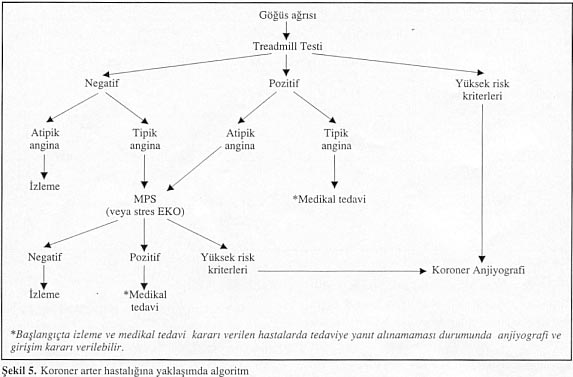 Göğüs ağrısı
Treadmill Testi
Negatif
Pozitif
Yüksek risk
kriterleri
Atipik
angina
Tipik
angina
Atipik
angina
Tipik
angina
İzleme
MPS
(veya stres EKO)
*Medikal tedavi
Negatif
Pozitif
Yüksek risk
kriterleri
Koroner Anjiyografi
İzleme
*Medikal
tedavi
*Başlangıçta izleme ve medikal tedavi kararı verilen hastalarda tedaviye yanıt alınamaması durumunda anjiyografi ve
girişim kararı verilebilir.
Şekil 5. Koroner arter hastalığına yaklaşımda algoritm